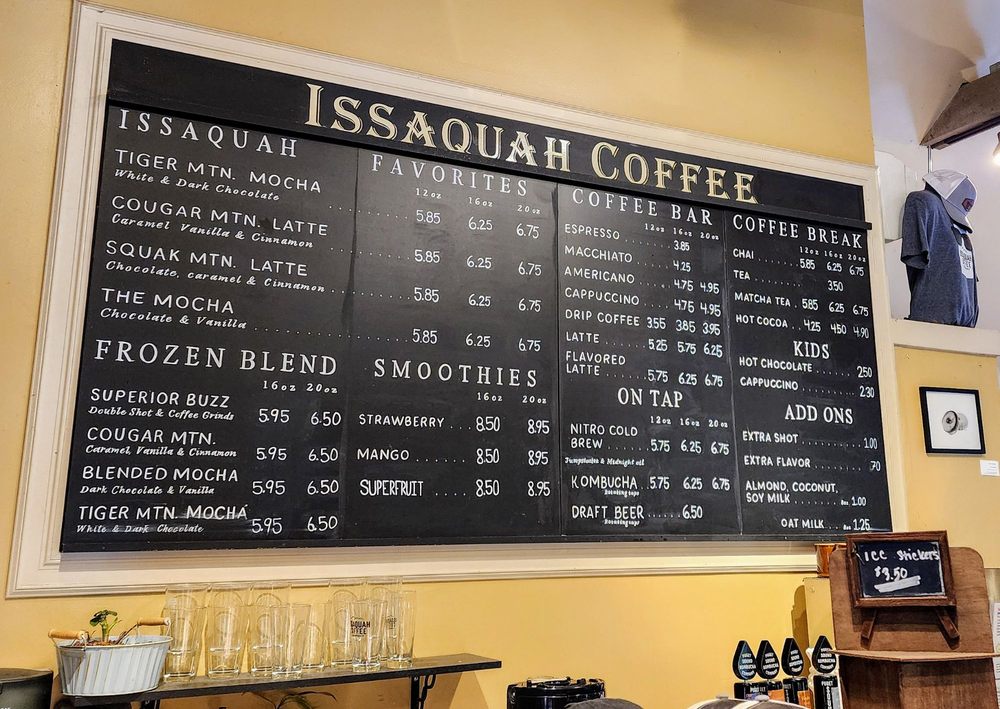 ISSAQUAH COFFEE
ISSAQUAH FAVORITES
12oz 16oz 20oz
TIGER MTN. MOCHA 5.85 6.25 6.75
White & Dark Chocolate
COUGAR MTN. LATTE 5.85 6.25 6.75
Caramel Vanilla & Cinnamon
SQUAK MTN. LATTE 5.85 6.25 6.75
Chocolate, caramel & Cinnamon
THE MOCHA 5.85 6.25 6.75
Chocolate & Vanilla
FROZEN BLEND
16oz 20oz
SUPERIOR BUZZ 5.95 6.50
Double Shot & Coffee Grinds
COUGAR MTN. 5.95 6.50
Caramel, Vanilla & Cinnamon
BLENDED MOCHA 5.95 6.50
Dark Chocolate & Vanilla
TIGER MTN. MOCHA 5.95 6.50
White & Dark Chocolate
SMOOTHIES
16oz 20oz
STRAWBERRY 8.50 8.95
MANGO 8.50 8.95
SUPERFRUIT 8.50 8.95
COFFEE BAR
12oz 16oz 20oz
ESPRESSO 3.85
MACCHIATO 4.25
AMERICANO 4.75 4.95
CAPPUCCINO 4.75 4.95
DRIP COFFEE 3.55 3.85 3.95
LATTE 5.25 5.75 6.25
FLAVORED
LATTE 5.75 6.25 6.75
ON TAP
12oz 16oz 20oz
NITRO COLD
BREW 5.75 6.25 6.75
Jumpstarter & Midnight oil
KOMBUCHA 5.75 6.25 6.75
Rotating taps
DRAFT BEER 6.50
Rotating taps
COFFEE BREAK
12oz 16oz 20oz
CHAI 5.85 6.25 6.75
TEA 3.50
MATCHA TEA 5.85 6.25 6.75
HOT COCOA 4.25 4.50 4.90
KIDS
HOT CHOCOLATE 2.50
CAPPUCCINO 2.30
ADD ONS
EXTRA SHOT 1.00
EXTRA FLAVOR .70
ALMOND, COCONUT,
SOY MILK 1.00
OAT MILK 1.25
ICC Stickers
$3.50